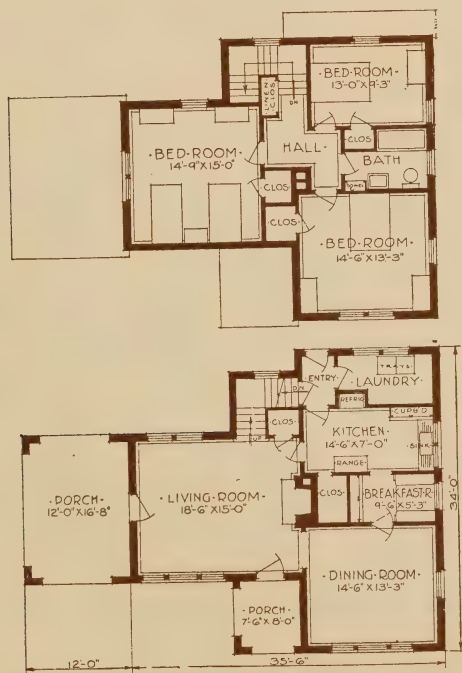 ·BED·ROOM·
13'-0"X9'-3"
LINEN
CLOS.
DN
·BED·ROOM·
14'-9"X15'-0"
HALL
CLOS.
BATH
CLOS.
CLOS.
·BED·ROOM·
14'-6"X13'-3"
ENTRY
TRAYS
LAUNDRY
DN.
REFRIG
CLOS.
UP
CUPB'D
KITCHEN
14'-6"X7'-0"
SINK
RANGE
·PORCH·
12'-0"X16'-8"
·LIVING·ROOM·
18'-6"X15'-0"
CLOS.
BREAKFAST·R·
9'-6"X5'-3"
34'-0"
·DINING·ROOM·
14'-6"X13'-3"
·PORCH·
7'-6"X8'-0"
12'-0"
35'-6"